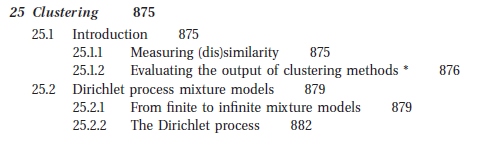 25 Clustering 875
25.1 Introduction 875
25.1.1 Measuring (dis)similarity 875
25.1.2 Evaluating the output of clustering methods * 876
25.2 Dirichlet process mixture models 879
25.2.1 From finite to infinite mixture models 879
25.2.2 The Dirichlet process 882